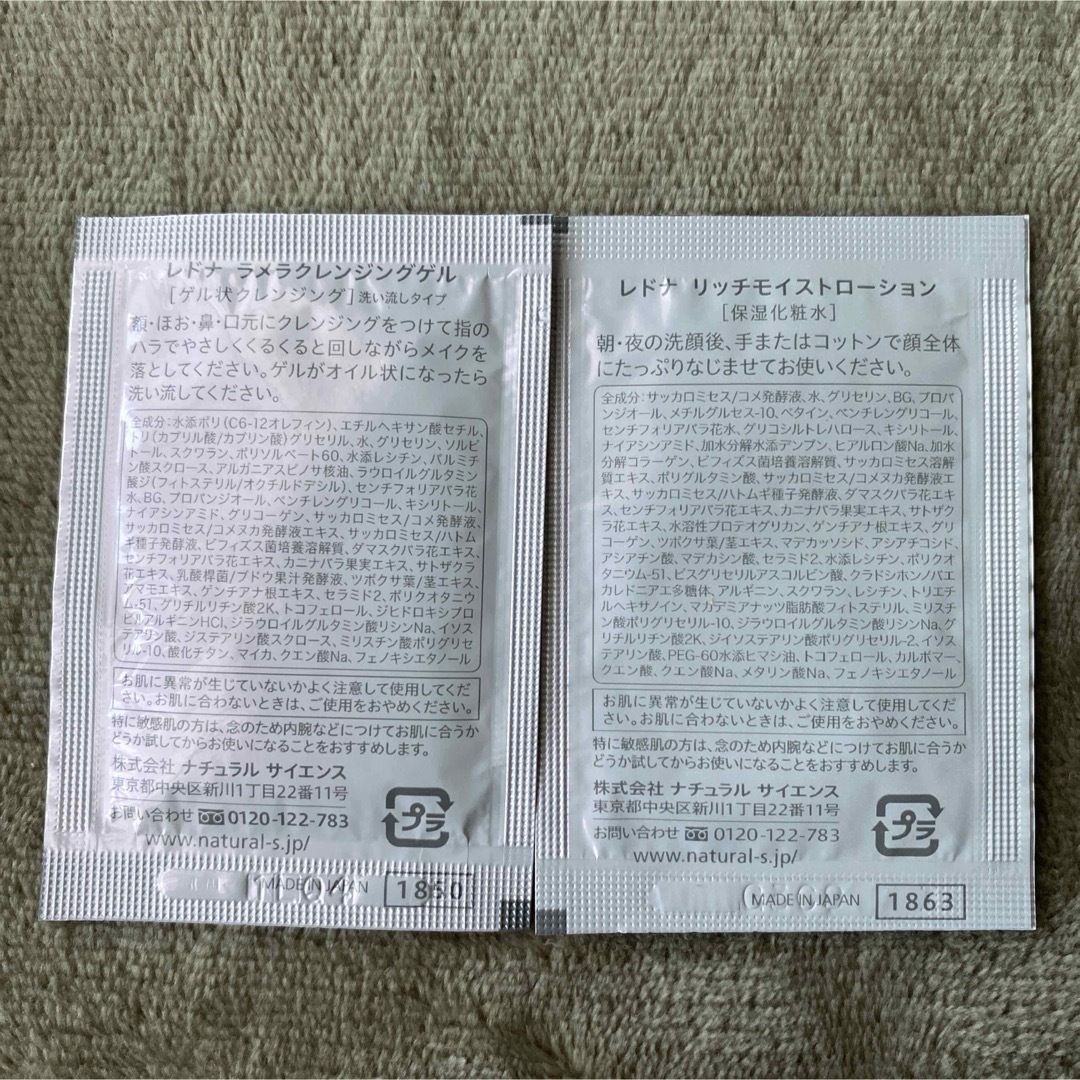 レドナ ラメラクレンジングゲル
[ゲル状クレンジング] 洗い流しタイプ
額・ほお・鼻・口元にクレンジングをつけて指の
ハラでやさしくくるくると回しながらメイクを
落としてください。ゲルがオイル状になったら
洗い流してください。
全成分:水添ポリ(C6-12オレフィン)、エチルヘキサン酸セチル、
トリ(カプリル酸/カプリン酸)グリセリル、水、グリセリン、ソルビ
トール、スクワラン、ポリソルベート60、水添レシチン、パルミチ
ン酸スクロース、アルガニアスピノサ核油、ラウロイルグルタミン
酸ジ(フィトステリル/オクチルドデシル)、センチフォリアバラ花
水、BG、プロパンジオール、ペンチレングリコール、キシリトール、
ナイアシンアミド、グリコーゲン、サッカロミセス/コメ発酵液、
サッカロミセス/コメヌカ発酵液エキス、サッカロミセス/ハトム
ギ種子発酵液、ビフィズス菌培養溶解質、ダマスクバラ花エキス、
センチフォリアバラ花エキス、カニナバラ果実エキス、サトザクラ
花エキス、乳酸桿菌/ブドウ果汁発酵液、ツボクサ葉/茎エキス、
アマモエキス、ゲンチアナ根エキス、セラミド2、ポリクオタニウ
ム-51、グリチルリチン酸2K、トコフェロール、ジヒドロキシプロ
ピルアルギニンHCl、ジラウロイルグルタミン酸リシンNa、イソス
テアリン酸、ジステアリン酸スクロース、ミリスチン酸ポリグリセ
リル-10、酸化チタン、マイカ、クエン酸Na、フェノキシエタノール
お肌に異常が生じていないかよく注意して使用してくだ
さい。お肌に合わないときは、ご使用をおやめください。
特に敏感肌の方は、念のため内腕などにつけてお肌に合うか
どうか試してからお使いになることをおすすめします。
株式会社 ナチュラル サイエンス
東京都中央区新川1丁目22番11号
お問い合わせ 0120-122-783
www.natural-s.jp/
プラ
MADE IN JAPAN
1850
レドナ リッチモイストローション
[保湿化粧水]
朝・夜の洗顔後、手またはコットンで顔全体
にたっぷりなじませてお使いください。
全成分:サッカロミセス/コメ発酵液、水、グリセリン、BG、プロパ
ンジオール、メチルグルセス-10、ベタイン、ペンチレングリコール、
センチフォリアバラ花水、グリコシルトレハロース、キシリトール、
ナイアシンアミド、加水分解水添デンプン、ヒアルロン酸Na、加水
分解コラーゲン、ビフィズス菌培養溶解質、サッカロミセス溶解
質エキス、ポリグルタミン酸、サッカロミセス/コメヌカ発酵液エ
キス、サッカロミセス/ハトムギ種子発酵液、ダマスクバラ花エキ
ス、センチフォリアバラ花エキス、カニナバラ果実エキス、サトザク
ラ花エキス、水溶性プロテオグリカン、ゲンチアナ根エキス、グリ
コーゲン、ツボクサ葉/茎エキス、マデカッソシド、アシアチコシド、
アシアチン酸、マデカシン酸、セラミド2、水添レシチン、ポリクオ
タニウム-51、ビスグリセリルアスコルビン酸、クラドシホンノバエ
カレドニアエ多糖体、アルギニン、スクワラン、レシチン、トリエチ
ルヘキサノイン、マカデミアナッツ脂肪酸フィトステリル、ミリスチ
ン酸ポリグリセリル-10、ジラウロイルグルタミン酸リシンNa、グ
リチルリチン酸2K、ジイソステアリン酸ポリグリセリル-2、イソス
テアリン酸、PEG-60水添ヒマシ油、トコフェロール、カルボマー、
クエン酸、クエン酸Na、メタリン酸Na、フェノキシエタノール
お肌に異常が生じていないかよく注意して使用してくだ
さい。お肌に合わないときは、ご使用をおやめください。
特に敏感肌の方は、念のため内腕などにつけてお肌に合うか
どうか試してからお使いになることをおすすめします。
株式会社 ナチュラル サイエンス
東京都中央区新川1丁目22番11号
お問い合わせ 0120-122-783
www.natural-s.jp/
プラ
MADE IN JAPAN
1863